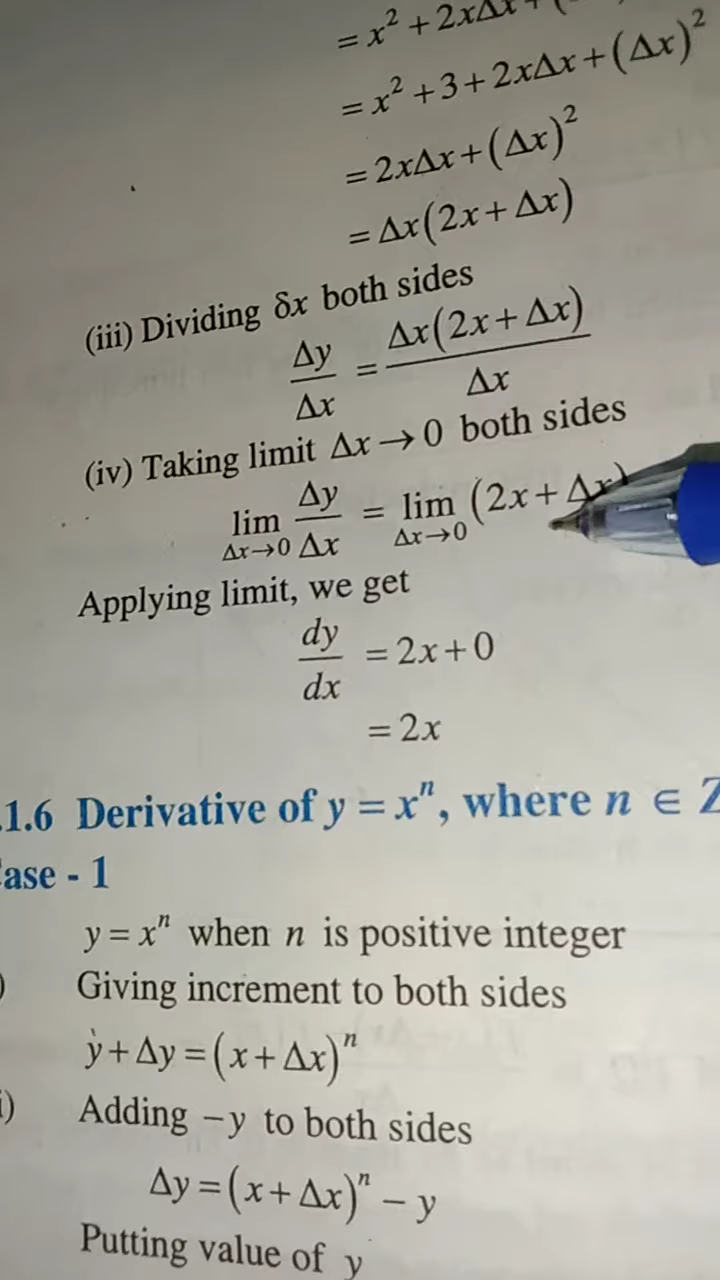 = x² + 2xΔx + (
= x² + 3 + 2xΔx + (Δx)²
= 2xΔx + (Δx)²
= Δx(2x + Δx)
(iii) Dividing δx both sides
Δy/Δx = Δx(2x + Δx)/Δx
(iv) Taking limit Δx → 0 both sides
lim Δx→0 Δy/Δx = lim Δx→0 (2x + Δx)
Applying limit, we get
dy/dx = 2x + 0
= 2x
.1.6 Derivative of y = xⁿ, where n ∈ Z
ase - 1
y = xⁿ when n is positive integer
) Giving increment to both sides
y + Δy = (x + Δx)ⁿ
i) Adding – y to both sides
Δy = (x + Δx)ⁿ – y
Putting value of y